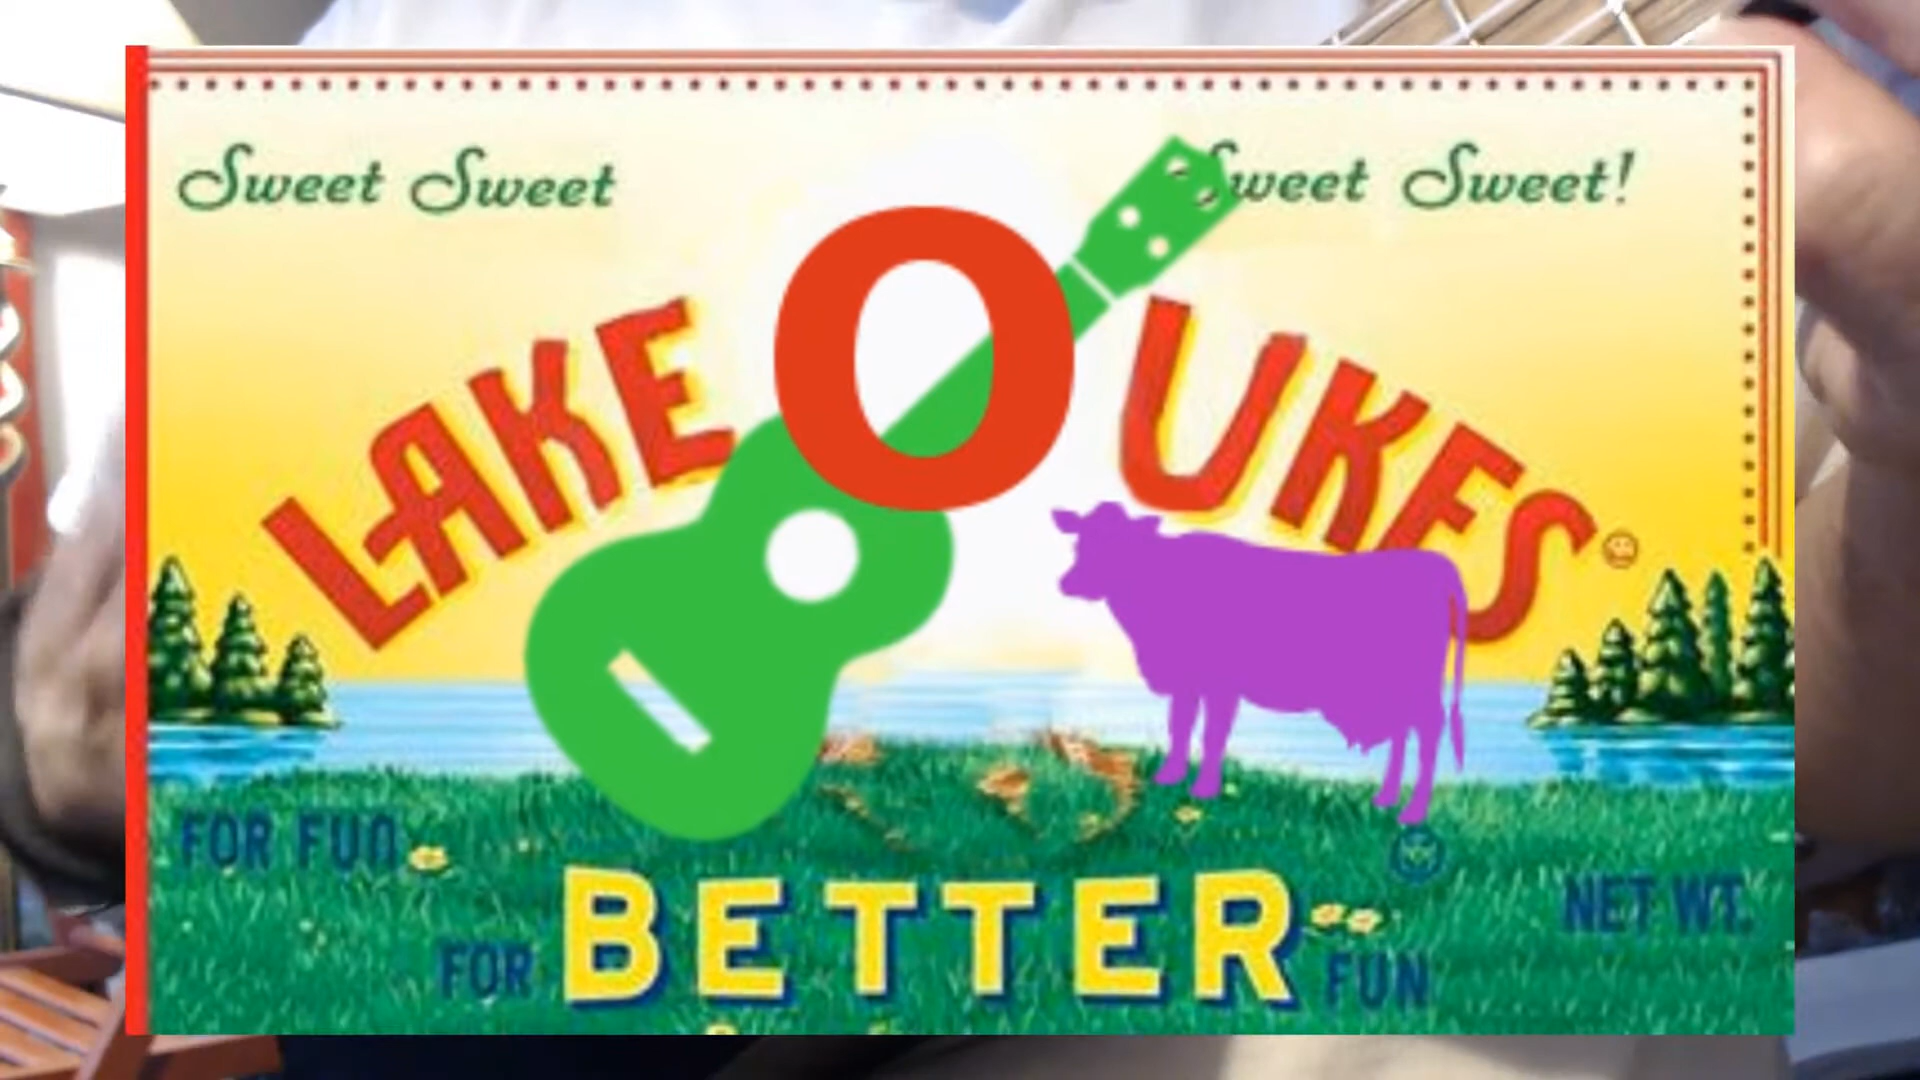 Sweet Sweet Sweet Sweet!
LAKE O UKES
FOR FUN
NET WT.
FOR BETTER FUN